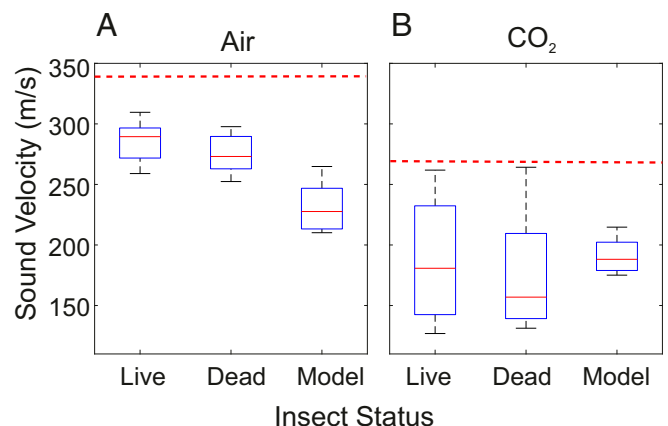 A
Air
B
CO₂
Sound Velocity (m/s)
350
300
250
200
150
Live Dead Model
Live Dead Model
Insect Status